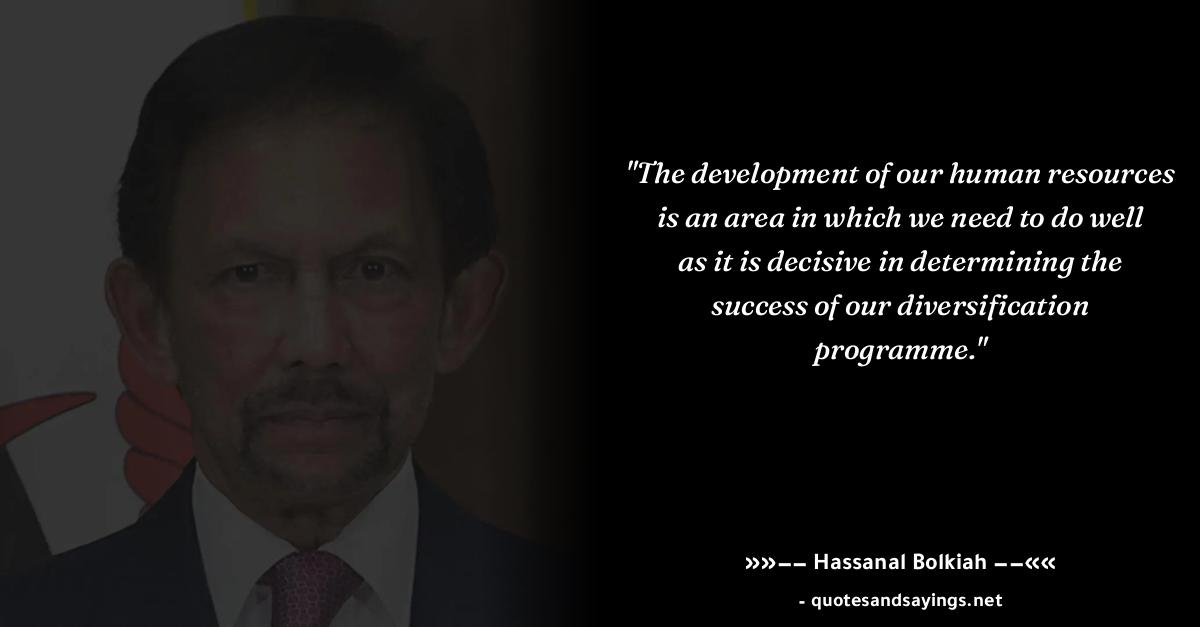 "The development of our human resources
is an area in which we need to do well
as it is decisive in determining the
success of our diversification
programme."
»»−− Hassanal Bolkiah −−««
- quotesandsayings.net